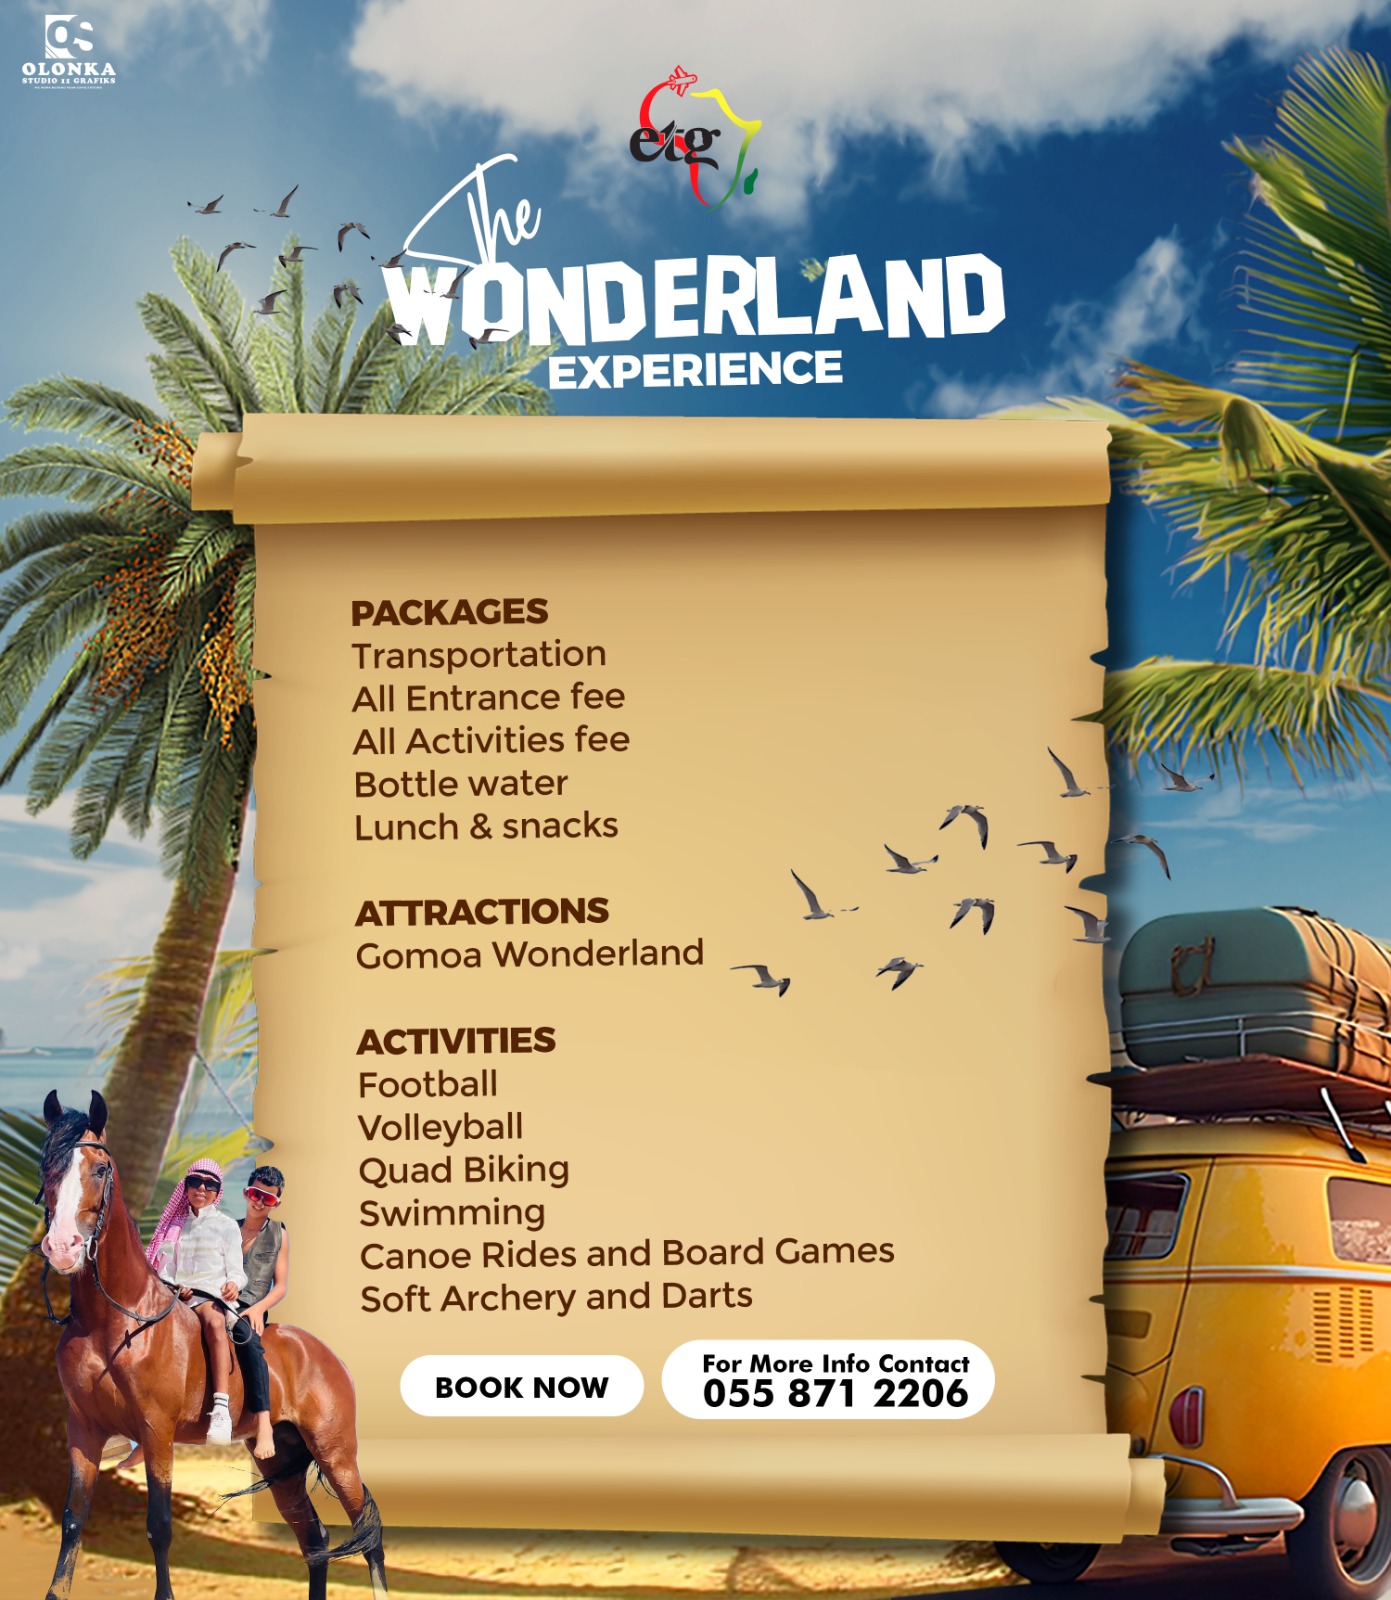 OLONKA
STUDIO 11 GRAFIKS
etg
The
WONDERLAND
EXPERIENCE
PACKAGES
Transportation
All Entrance fee
All Activities fee
Bottle water
Lunch & snacks
ATTRACTIONS
Gomoa Wonderland
ACTIVITIES
Football
Volleyball
Quad Biking
Swimming
Canoe Rides and Board Games
Soft Archery and Darts
BOOK NOW
For More Info Contact
055 871 2206